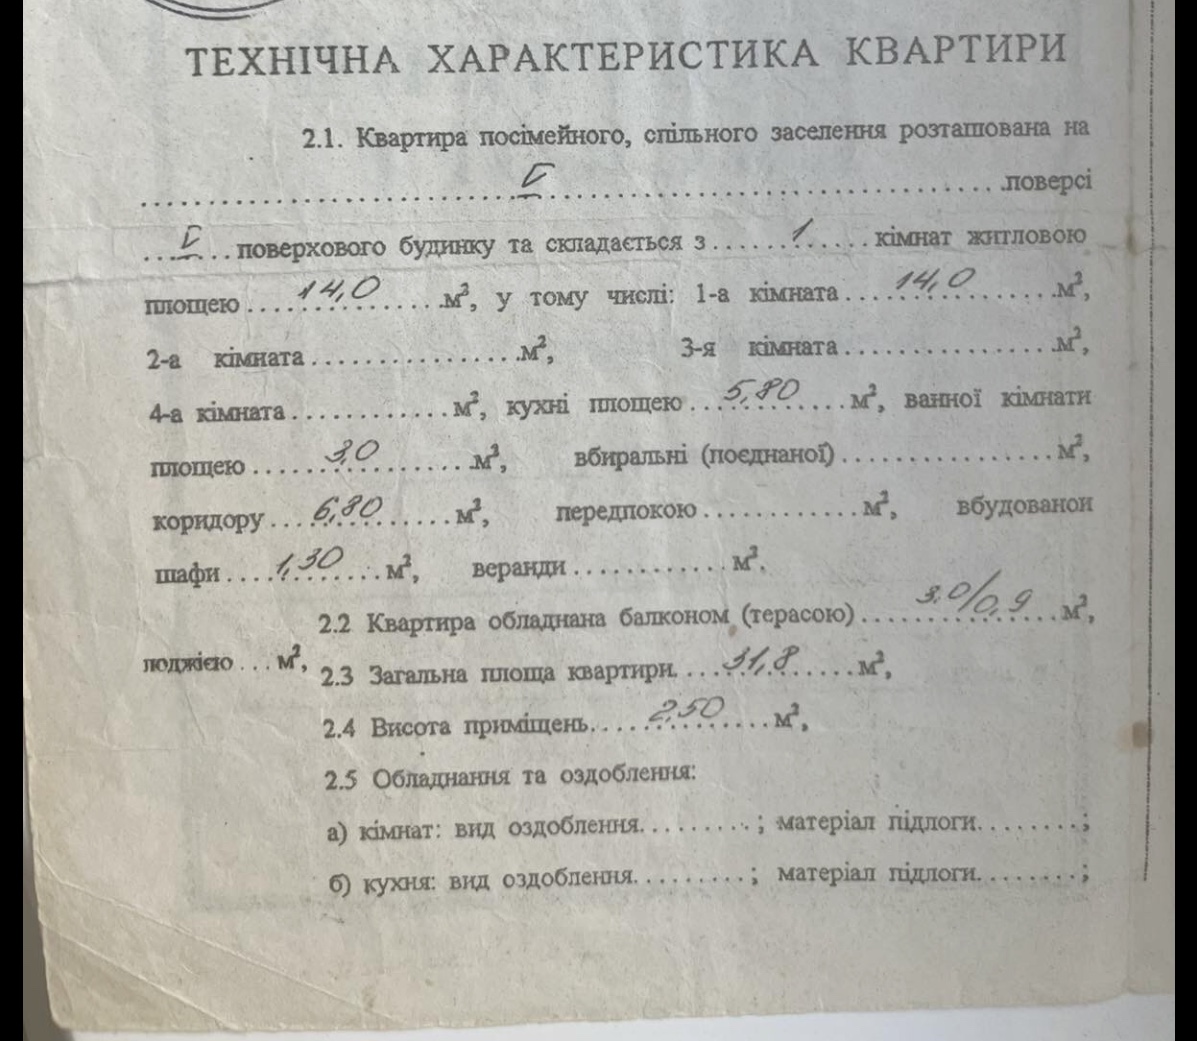 ТЕХНІЧНА ХАРАКТЕРИСТИКА КВАРТИРИ
2.1. Квартира посімейного, спільного заселення розташована на
V поверсі
V поверхового будинку та складається з 1 кімнат житловою
площею 14,0 м², у тому числі: 1-а кімната 14,0 м²,
2-а кімната м², 3-я кімната м²,
4-а кімната м², кухні площею 5,80 м², ванної кімнати
площею 3,0 м², вбиральні (поєднаної) м²,
коридору 6,80 м², передпокою м², вбудованои
шафи 1,30 м², веранди м².
2.2 Квартира обладнана балконом (терасою) 3.0/0,9 м²,
лоджією ... м²,
2.3 Загальна площа квартири 31,8 м²,
2.4 Висота приміщень 2,50 м²,
2.5 Обладнання та оздоблення:
а) кімнат: вид оздоблення.........; матеріал підлоги.........;
б) кухня: вид оздоблення.........; матеріал підлоги.........;